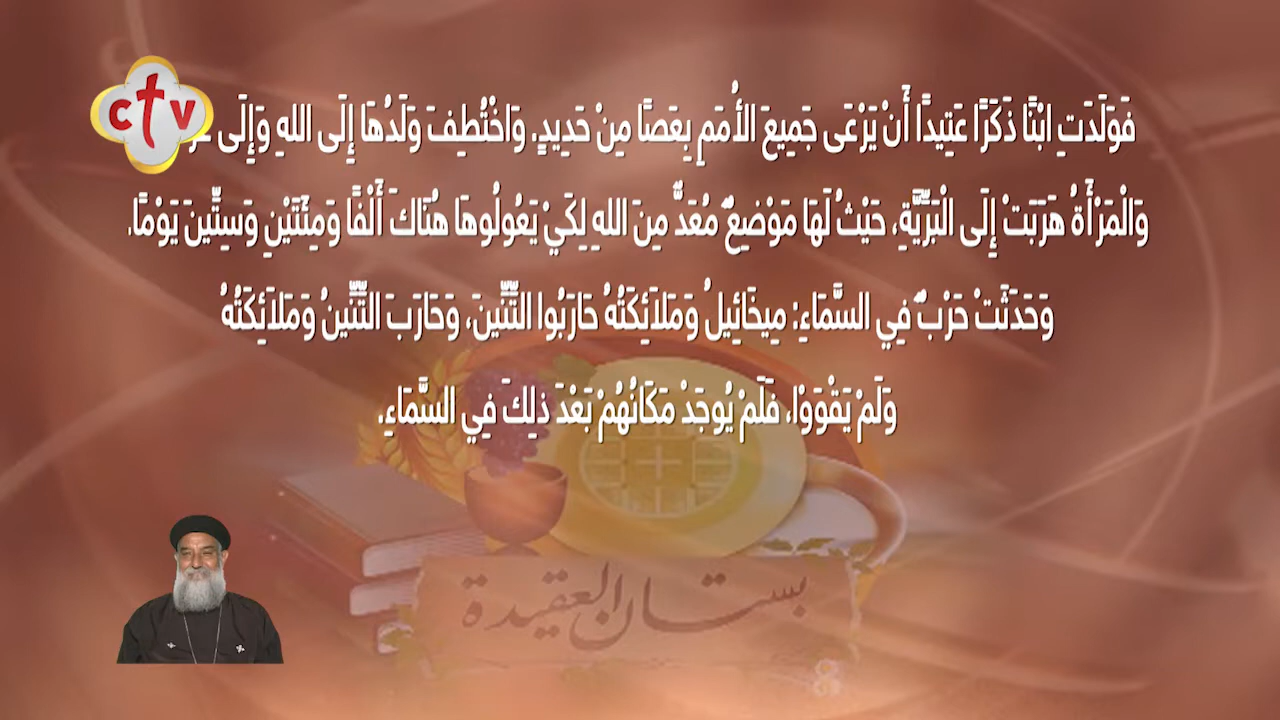 فَوَلَدَتِ ابْنًا ذَكَرًا عَتِيدًا أَنْ يَرْعَى جَمِيعَ الأُمَمِ بِعَصًا مِنْ حَدِيدٍ. وَاخْتُطِفَ وَلَدُهَا إِلَى اللهِ وَإِلَى
وَالْمَرْأَةُ هَرَبَتْ إِلَى الْبَرِّيَّةِ، حَيْثُ لَهَا مَوْضِعٌ مُعَدٌّ مِنَ اللهِ لِكَيْ يَعُولُوهَا هُنَاكَ أَلْفًا وَمِئَتَيْنِ وَسِتِّينَ يَوْمًا.
وَحَدَثَتْ حَرْبٌ فِي السَّمَاءِ: مِيخَائِيلُ وَمَلاَئِكَتُهُ حَارَبُوا التِّنِّينَ، وَحَارَبَ التِّنِّينُ وَمَلاَئِكَتُهُ
وَلَمْ يَقْوَوْا، فَلَمْ يُوجَدْ مَكَانُهُمْ بَعْدَ ذلِكَ فِي السَّمَاءِ.
ctv
بستان العقيدة